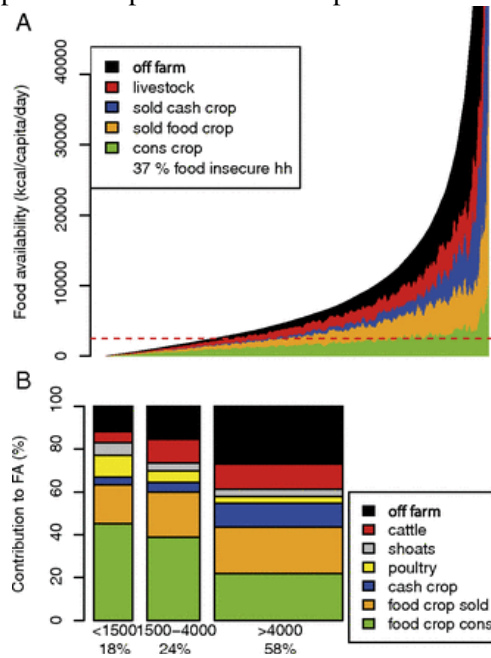 A
Food availability (kcal/capita/day)
40000
30000
20000
10000
0
off farm
livestock
sold cash crop
sold food crop
cons crop
37 % food insecure hh
B
Contribution to FA (%)
100
80
60
40
20
0
<1500 1500−4000 >4000
18% 24% 58%
off farm
cattle
shoats
poultry
cash crop
food crop sold
food crop cons